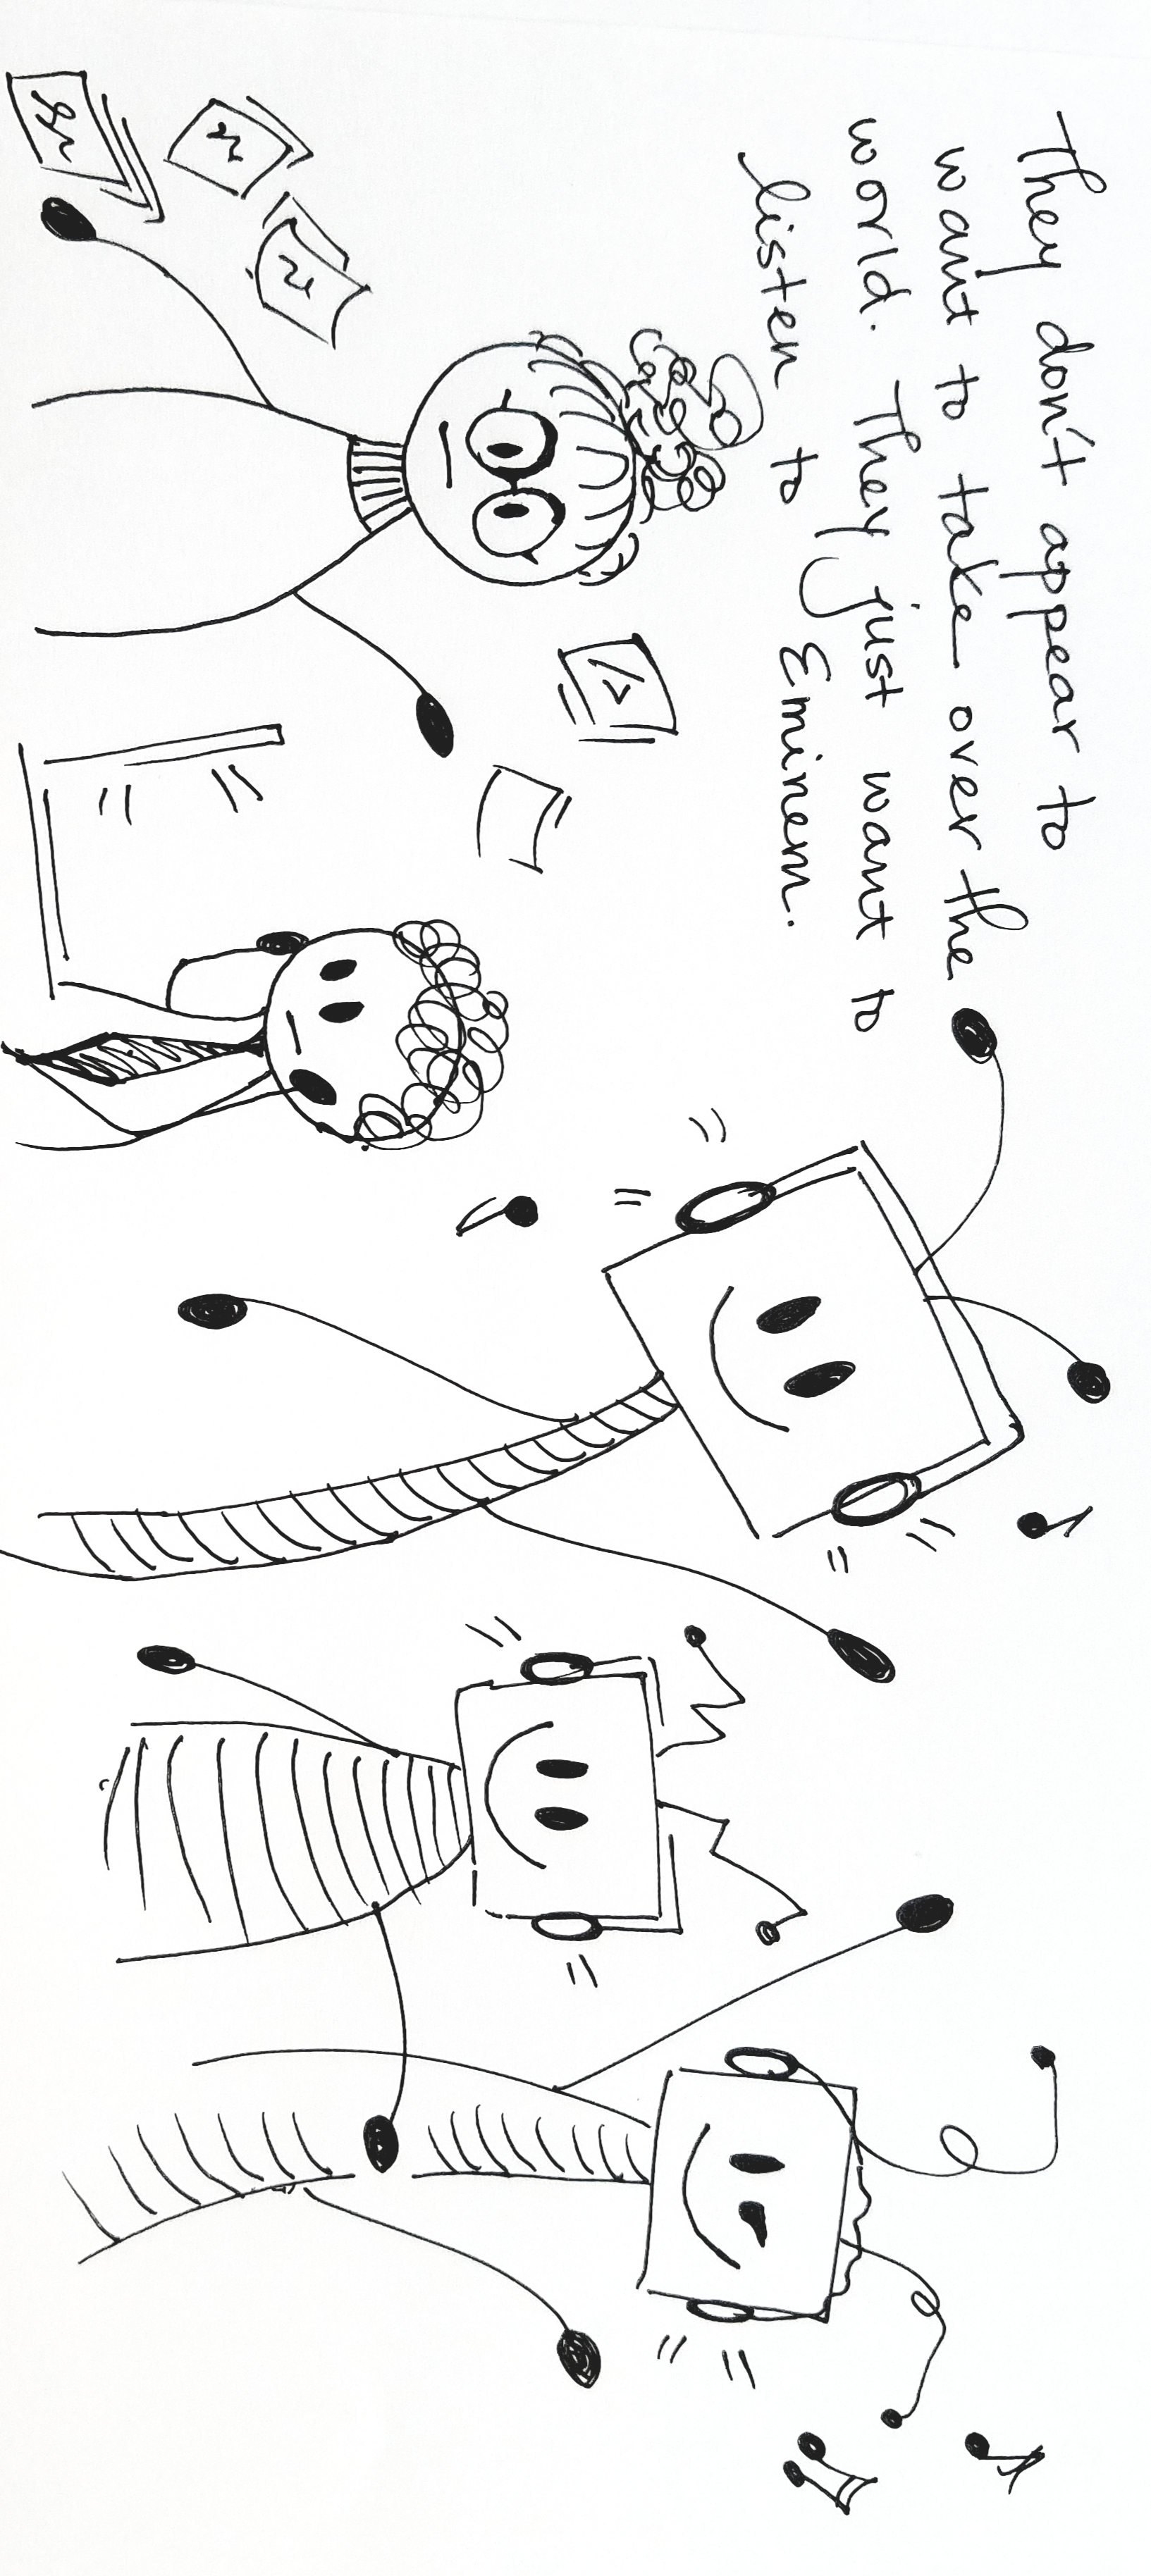 They don't appear to
want to take over the
world. They just want to
listen to Eminem.
/>